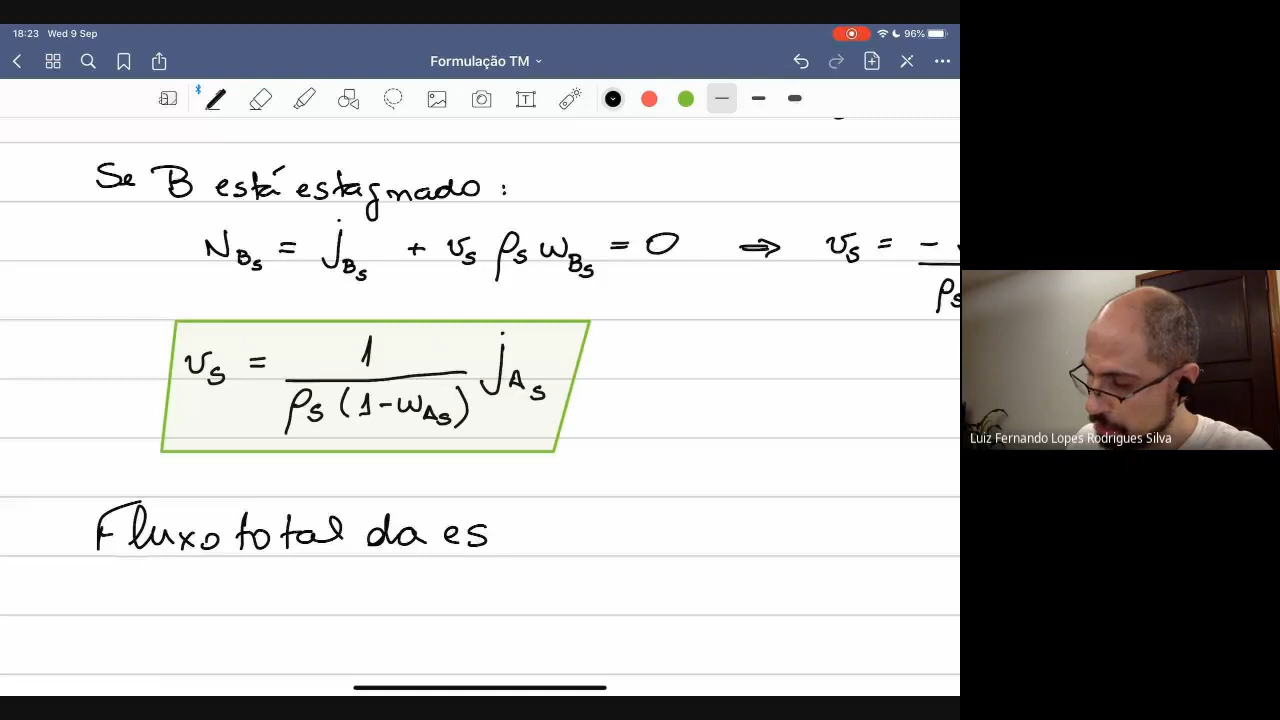 18:23 Wed 9 Sep 96%
Formulação TM
Se B está estagnado:
N_{B_S} = j_{B_S} + v_S ρ_S ω_{B_S} = 0 ⇒ v_S = -
ρ_S
v_S = 1 / ρ_S (1 - ω_{A_S}) j_{A_S}
Fluxo total da es
Luiz Fernando Lopes Rodrigues Silva